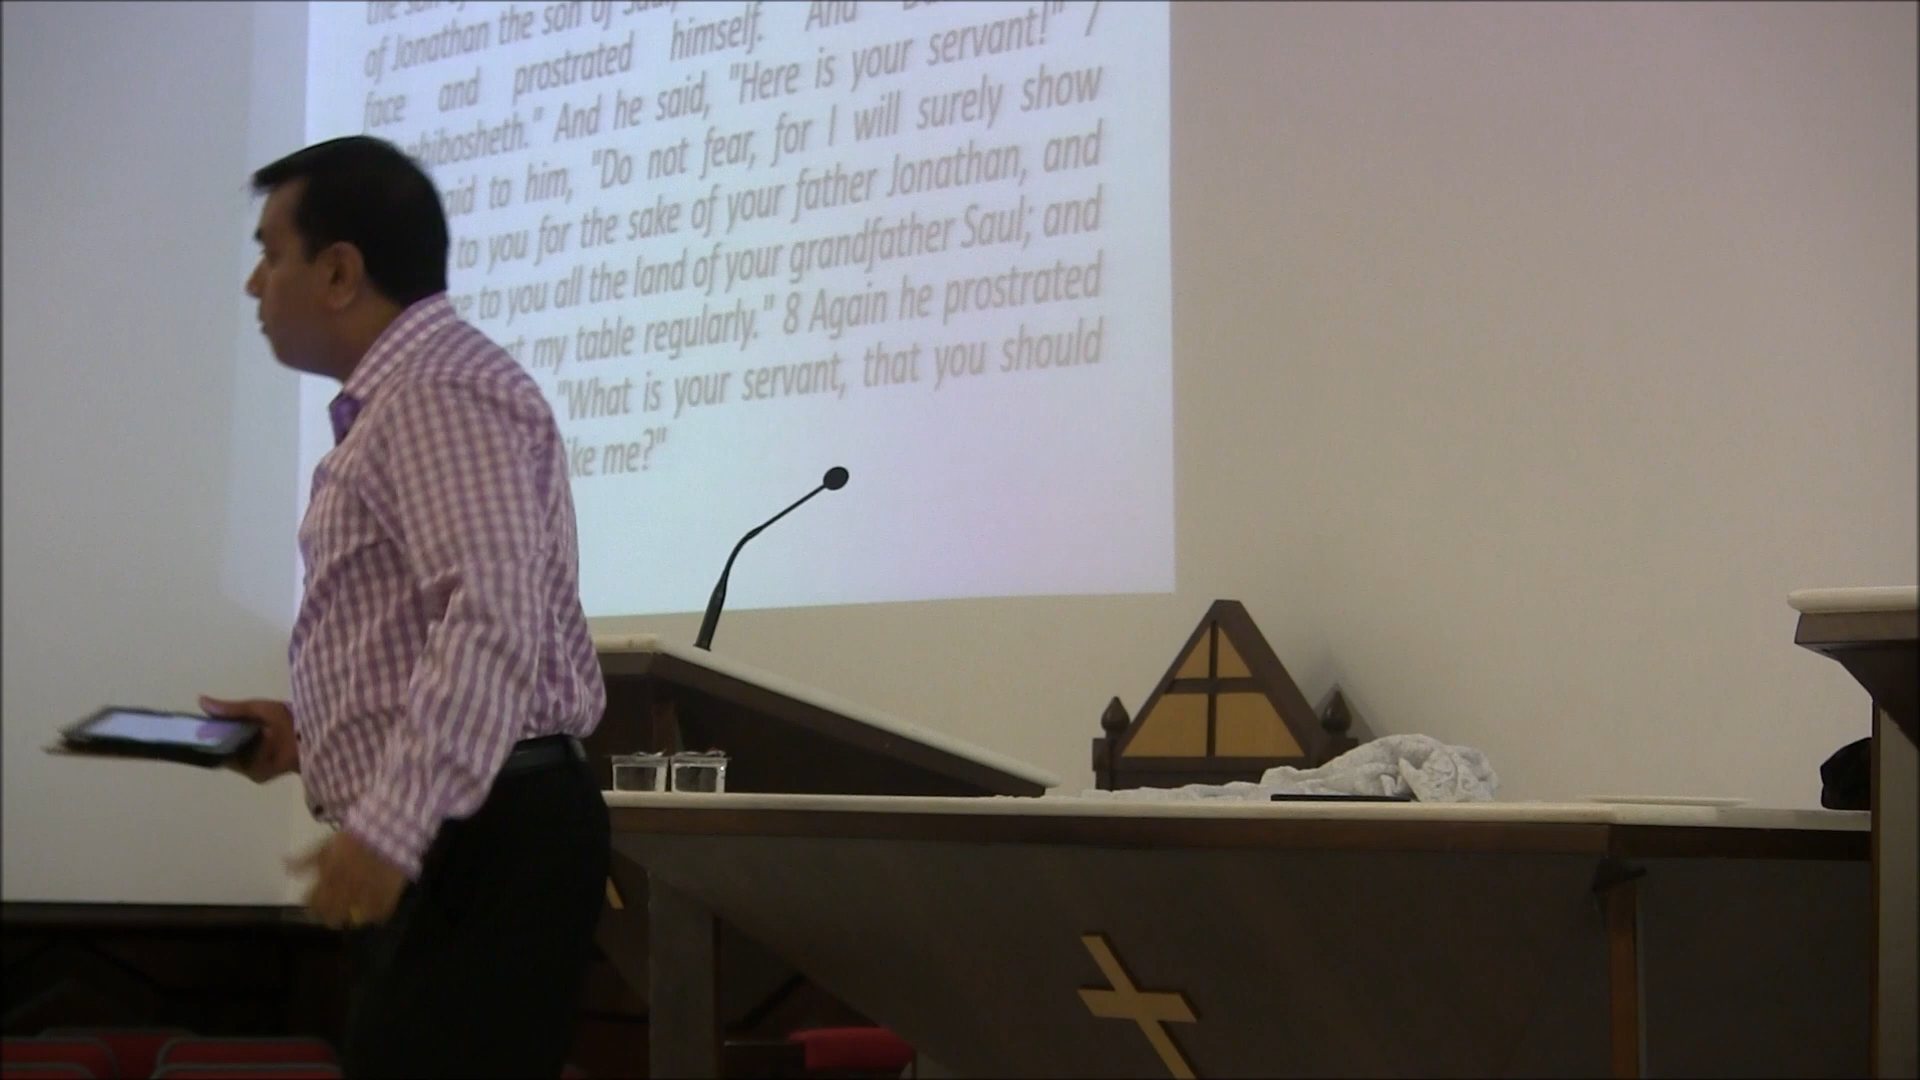 of Jonathan the son of Saul,
face and prostrated himself. And
"Here is your servant!" 7
And he said,
aid to him, "Do not fear, for I will surely show
to you for the sake of your father Jonathan, and
to you all the land of your grandfather Saul; and
my table regularly." 8 Again he prostrated
"What is your servant, that you should
ike me?"